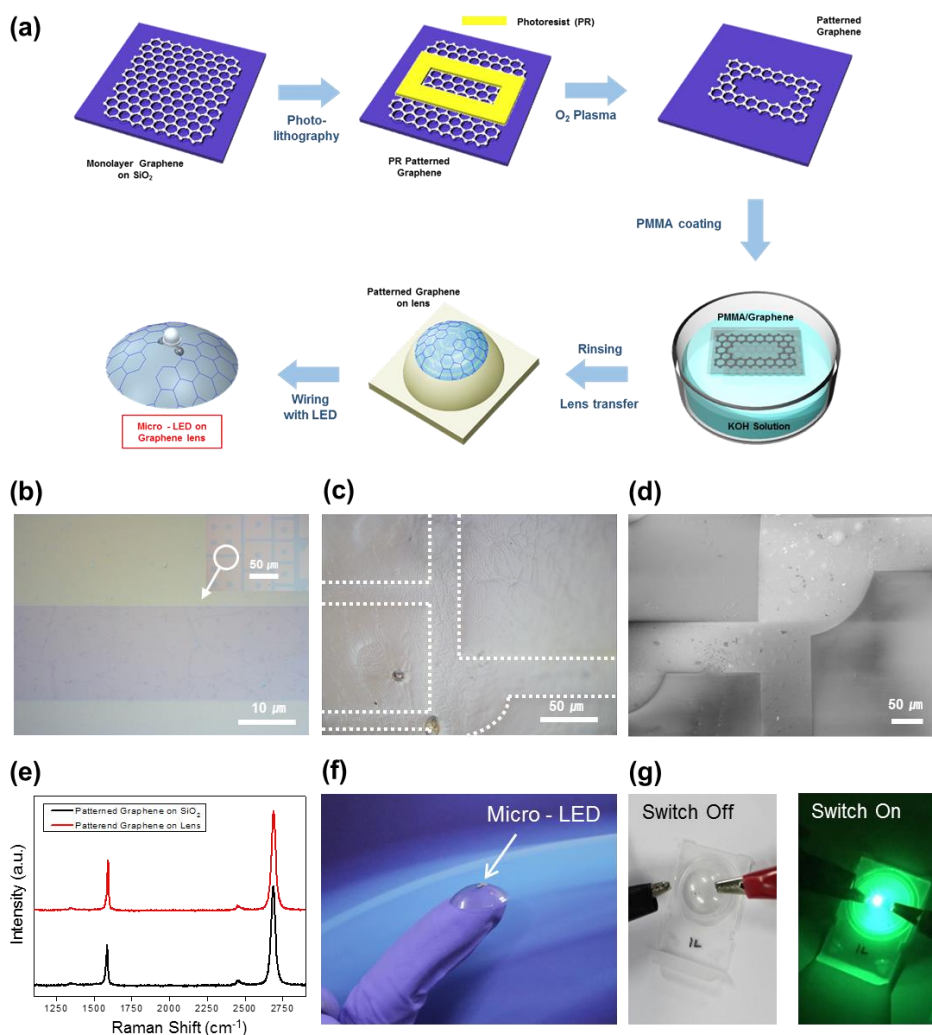 (a)
Photoresist (PR)
Patterned
Graphene
Photo-
lithography
O₂ Plasma
Monolayer Graphene
on SiO₂
PR Patterned
Graphene
PMMA coating
Patterned Graphene
on lens
PMMA/Graphene
Rinsing
Lens transfer
Wiring
with LED
Micro - LED on
Graphene lens
KOH Solution
(b)
(c)
(d)
50 ㎛
10 ㎛
50 ㎛
50 ㎛
(e)
(f)
(g)
Patterned Graphene on SiO₂
Patterend Graphene on Lens
Intensity (a.u.)
1250 1500 1750 2000 2250 2500 2750
Raman Shift (cm⁻¹)
Micro - LED
Switch Off
Switch On
1L
1L